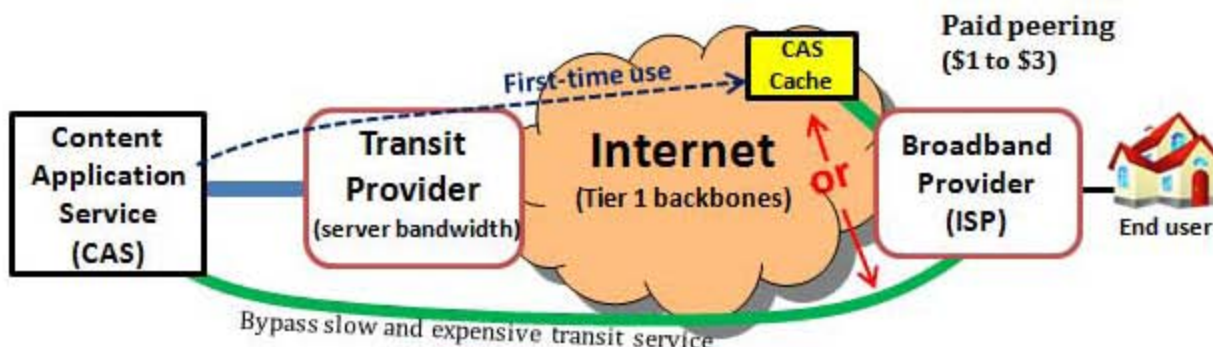 Paid peering
($1 to $3)
CAS
Cache
First-time use
Content
Application
Service
(CAS)
Transit
Provider
(server bandwidth)
Internet
(Tier 1 backbones)
or
Broadband
Provider
(ISP)
End user
Bypass slow and expensive transit service